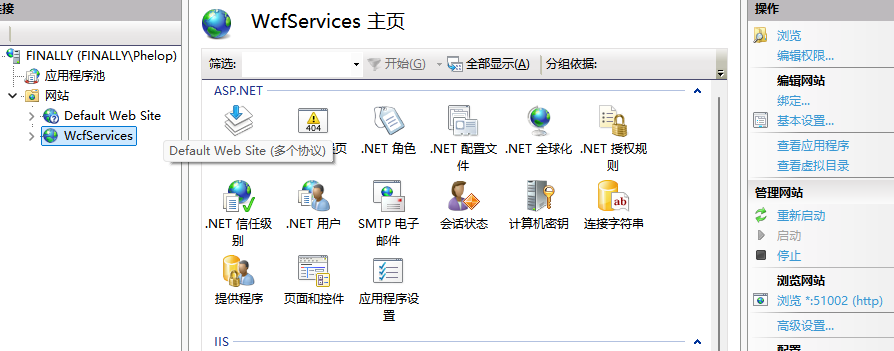 连接
FINALLY (FINALLY\Phelop)
应用程序池
网站
Default Web Site
WcfServices
Default Web Site (多个协议)
WcfServices 主页
筛选:
开始(G)
全部显示(A)
分组依据:
ASP.NET
404
页
.NET 角色
.NET 配置文件
.NET 全球化
.NET 授权规则
.NET 信任级别
.NET 用户
SMTP 电子邮件
会话状态
计算机密钥
连接字符串
ab
提供程序
页面和控件
应用程序设置
IIS
操作
浏览
编辑权限...
编辑网站
绑定...
基本设置...
查看应用程序
查看虚拟目录
管理网站
重新启动
启动
停止
浏览网站
浏览 *:51002 (http)
高级设置...
配置